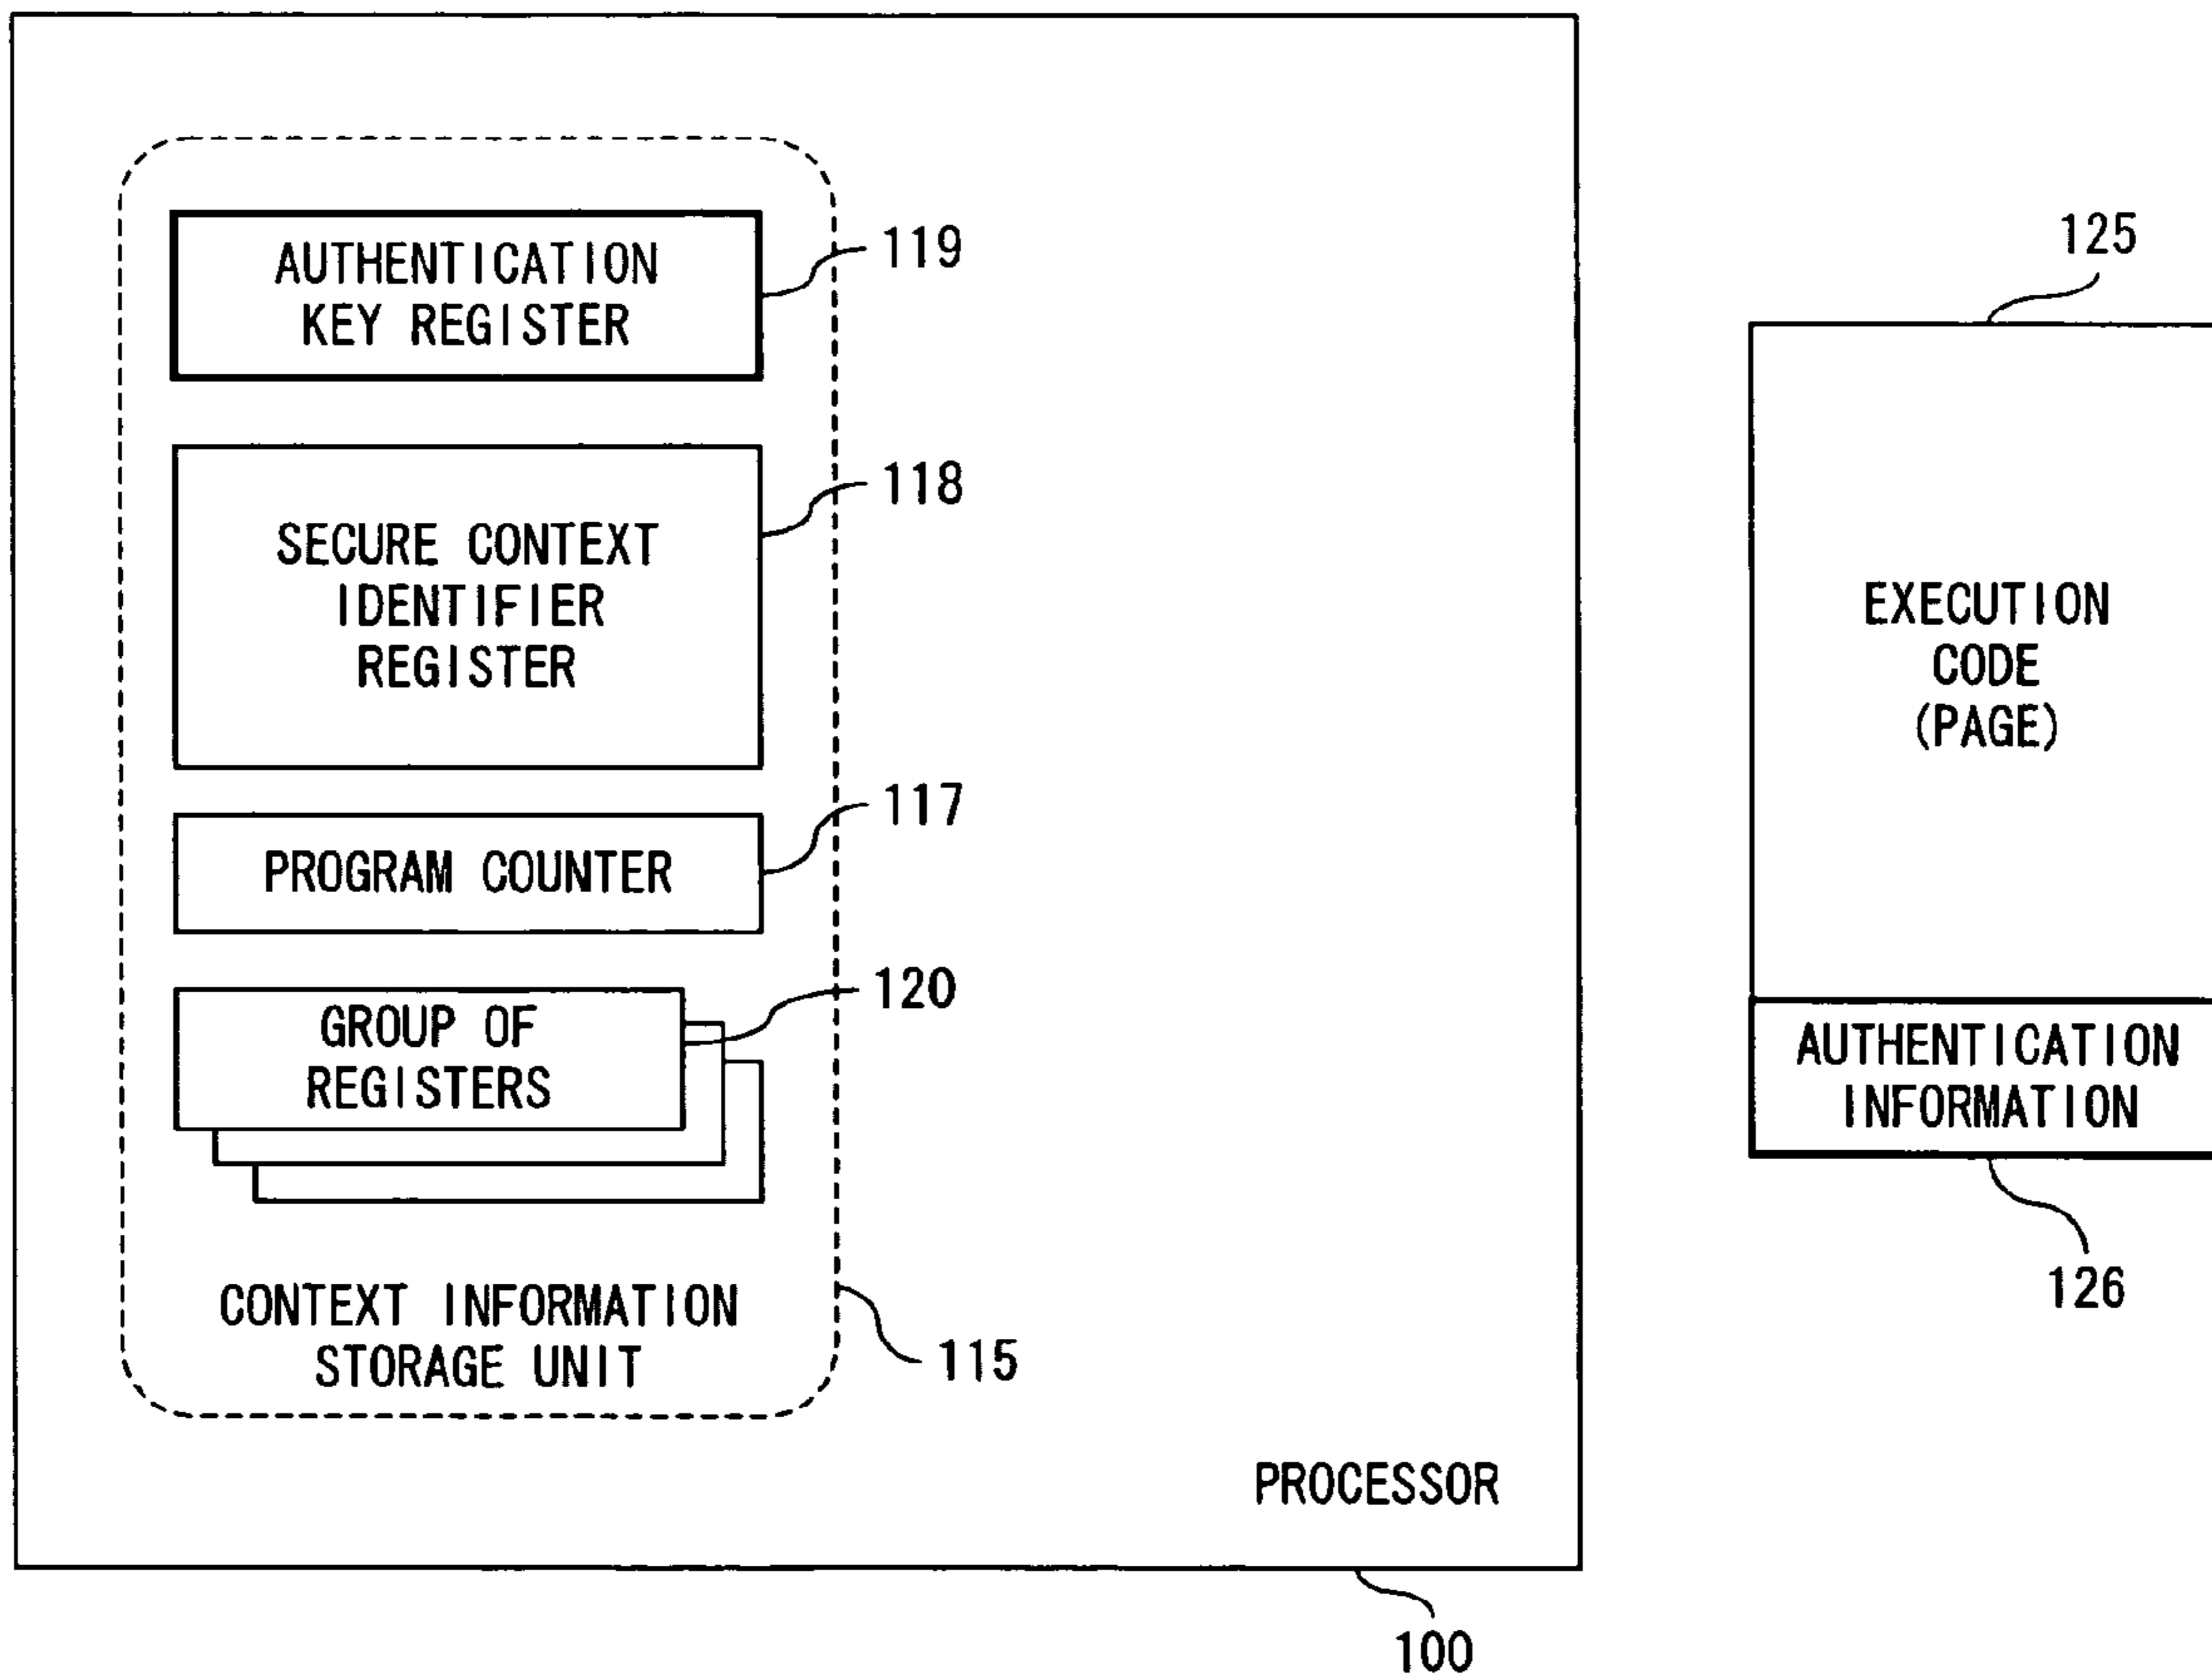 AUTHENTICATION
KEY REGISTER
119
SECURE CONTEXT
IDENTIFIER
REGISTER
118
PROGRAM COUNTER
117
GROUP OF
REGISTERS
120
CONTEXT INFORMATION
STORAGE UNIT
115
PROCESSOR
100
125
EXECUTION
CODE
(PAGE)
AUTHENTICATION
INFORMATION
126